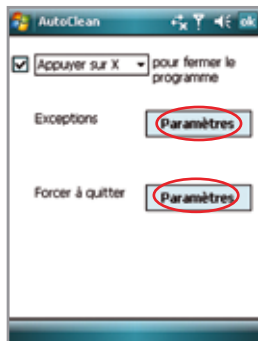 AutoClean
ok
Appuyer sur X pour fermer le
programme
Exceptions Paramètres
Forcer à quitter Paramètres